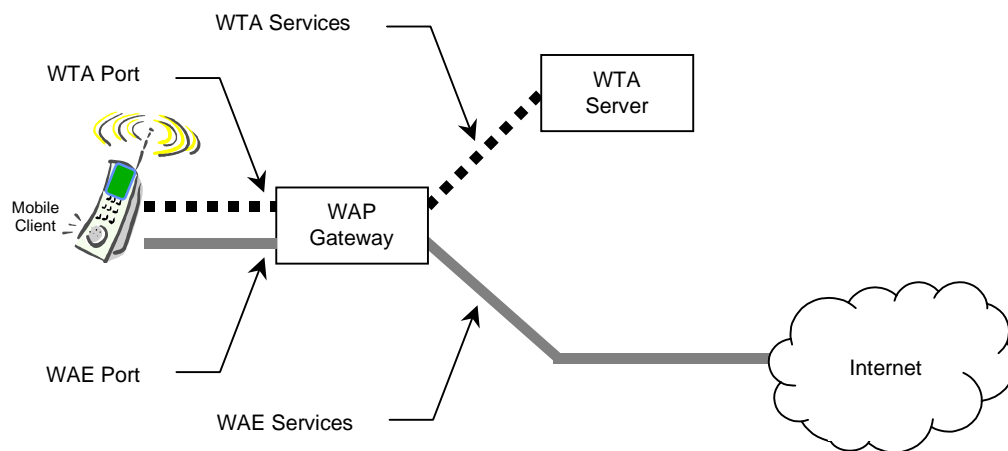 WTA Services
WTA Port
WTA
Server
Mobile
Client
WAP
Gateway
Internet
WAE Port
WAE Services